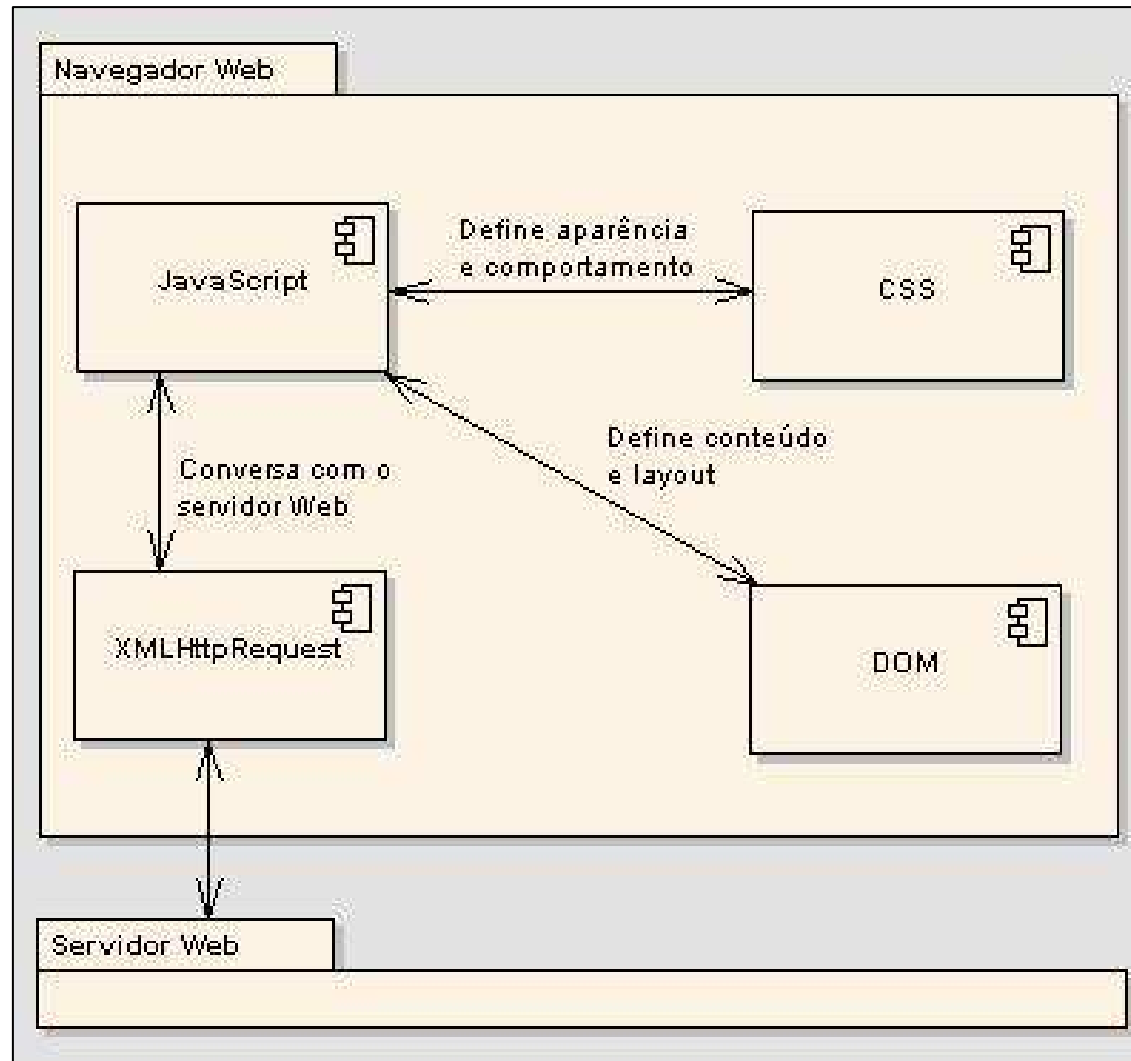 Navegador Web
JavaScript
Define aparência
e comportamento
CSS
Conversa com o
servidor Web
Define conteúdo
e layout
XMLHttpRequest
DOM
Servidor Web